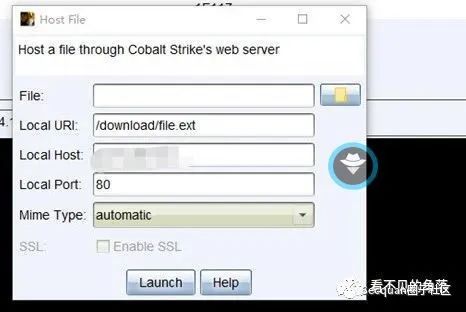 Host File
Host a file through Cobalt Strike's web server
File:
Local URI: /download/file.ext
Local Host:
Local Port: 80
Mime Type: automatic
SSL: Enable SSL
Launch Help
看不见的角落